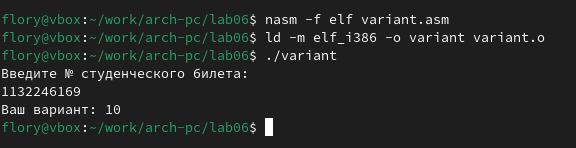 flory@vbox:~/work/arch-pc/lab06$ nasm -f elf variant.asm
flory@vbox:~/work/arch-pc/lab06$ ld -m elf_i386 -o variant variant.o
flory@vbox:~/work/arch-pc/lab06$ ./variant
Введите № студенческого билета:
1132246169
Ваш вариант: 10
flory@vbox:~/work/arch-pc/lab06$